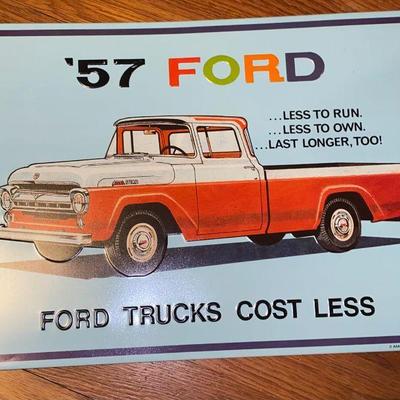 '57 FORD
...LESS TO RUN.
...LESS TO OWN.
...LAST LONGER, TOO!
FORD TRUCKS COST LESS